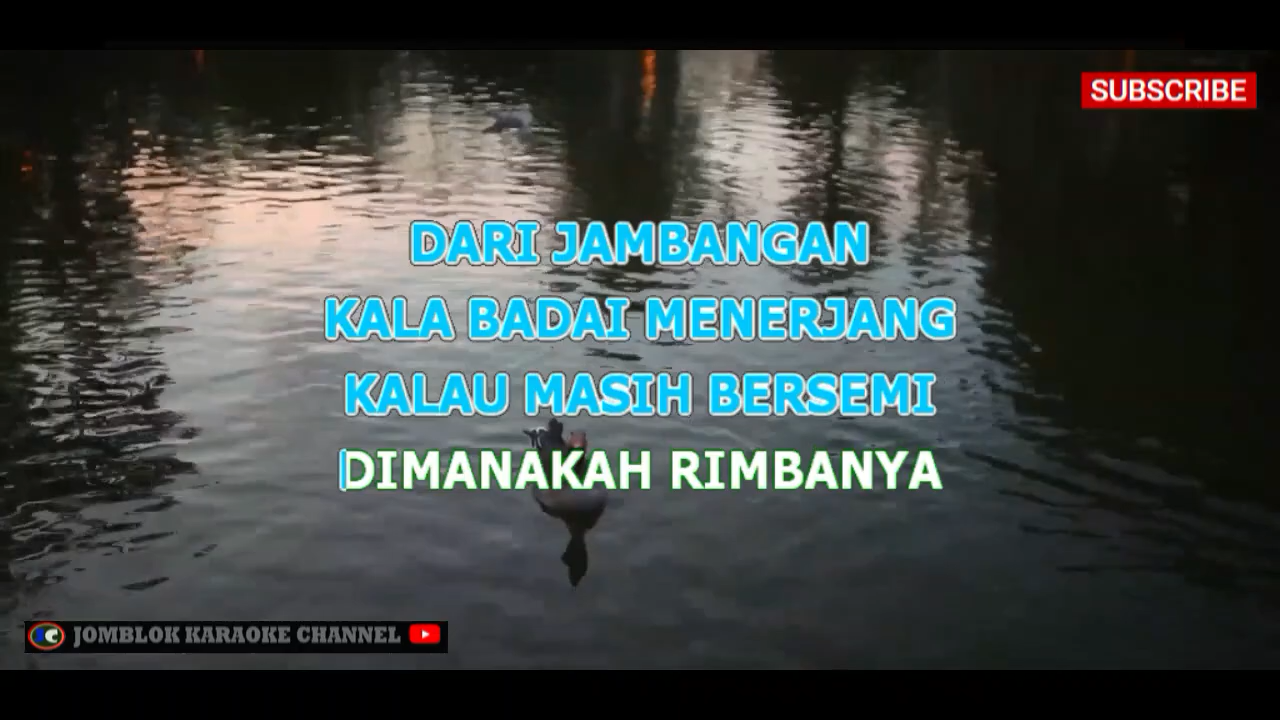 SUBSCRIBE
DARI JAMBANGAN
KALA BADAI MENERJANG
KALAU MASIH BERSEMI
DIMANAKAH RIMBANYA
JOMBLOK KARAOKE CHANNEL